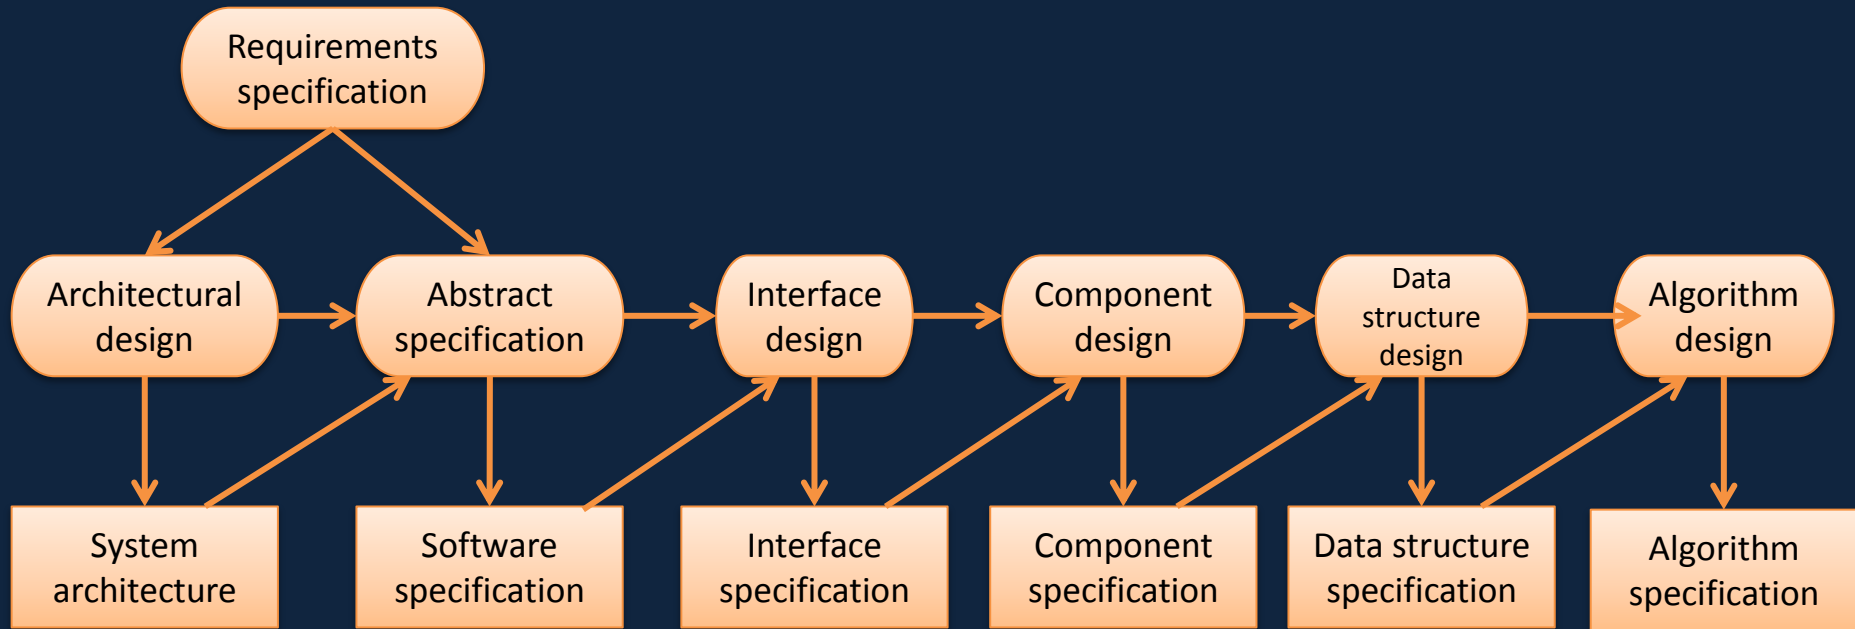 Requirements
specification
Architectural
design
Abstract
specification
Interface
design
Component
design
Data
structure
design
Algorithm
design
System
architecture
Software
specification
Interface
specification
Component
specification
Data structure
specification
Algorithm
specification